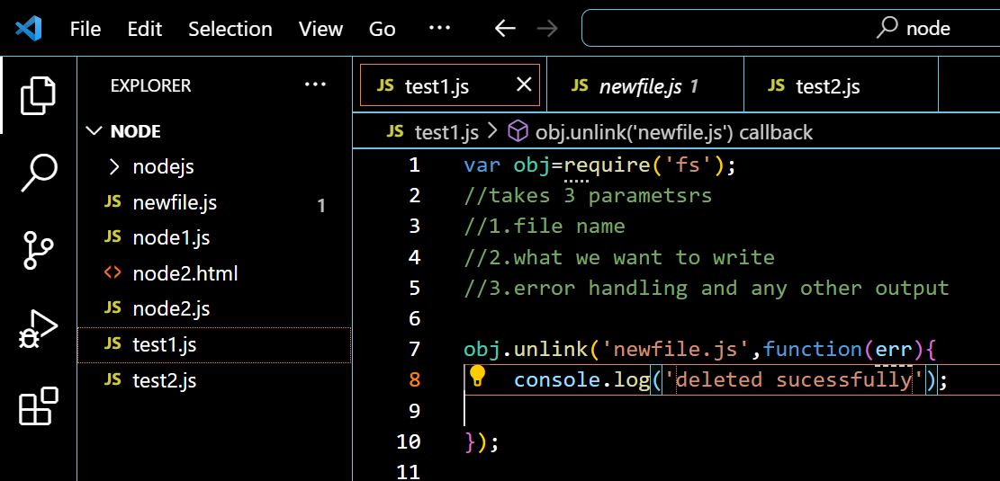 File Edit Selection View Go ··· node
EXPLORER ···
JS test1.js
JS newfile.js 1
JS test2.js
NODE
nodejs
JS newfile.js 1
JS node1.js
<> node2.html
JS node2.js
JS test1.js
JS test2.js
JS test1.js > obj.unlink('newfile.js') callback
1 var obj=require('fs');
2 //takes 3 parametsrs
3 //1.file name
4 //2.what we want to write
5 //3.error handling and any other output
6
7 obj.unlink('newfile.js',function(err){
8 console.log('deleted sucessfully');
9
10 });
11